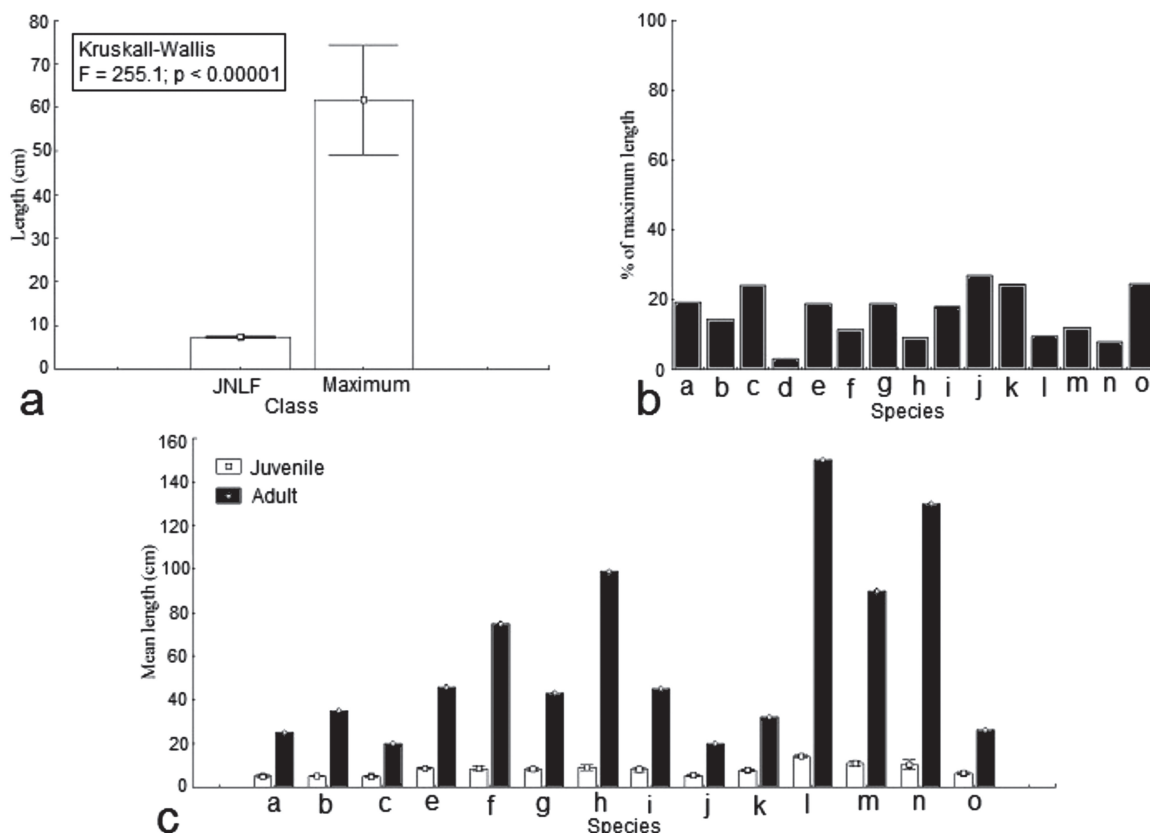 80
70
60
50
40
30
20
10
0
Length (cm)
Kruskall-Wallis
F = 255.1; p < 0.00001
JNLF Maximum
Class
a
100
80
60
40
20
0
% of maximum length
a b c d e f g h i j k l m n o
Species
b
160
140
120
100
80
60
40
20
0
Mean length (cm)
Juvenile
Adult
a b c e f g h i j k l m n o
Species
c